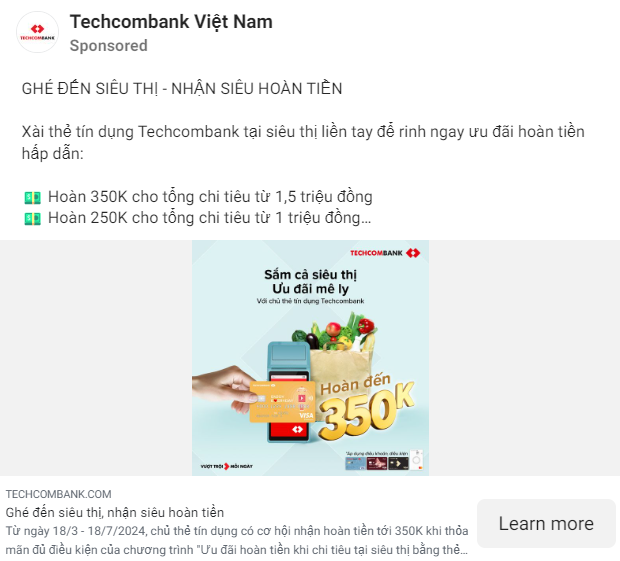 TECHCOMBANK
Techcombank Việt Nam
Sponsored
GHÉ ĐẾN SIÊU THỊ - NHẬN SIÊU HOÀN TIỀN
Xài thẻ tín dụng Techcombank tại siêu thị liền tay để rinh ngay ưu đãi hoàn tiền
hấp dẫn:
💵 Hoàn 350K cho tổng chi tiêu từ 1,5 triệu đồng
💵 Hoàn 250K cho tổng chi tiêu từ 1 triệu đồng...
TECHCOMBANK
Sắm cả siêu thị
Ưu đãi mê ly
Với chủ thẻ tín dụng Techcombank
VISA
Hoàn đến
350K
*Áp dụng điều khoản, điều kiện
VƯỢT TRỘI MỖI NGÀY
TECHCOMBANK.COM
Ghé đến siêu thị, nhận siêu hoàn tiền
Từ ngày 18/3 - 18/7/2024, chủ thẻ tín dụng có cơ hội nhận hoàn tiền tới 350K khi thỏa
mãn đủ điều kiện của chương trình "Ưu đãi hoàn tiền khi chi tiêu tại siêu thị bằng thẻ...
Learn more